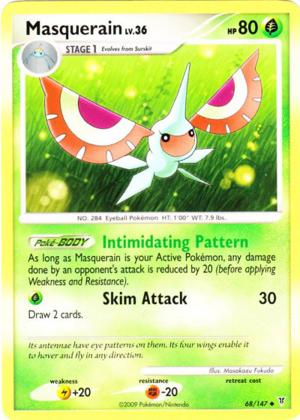 Masquerain LV.36
HP 80
STAGE 1 Evolves from Surskit
NO. 284 Eyeball Pokémon HT: 1'00" WT: 7.9 lbs.
Poké-BODY Intimidating Pattern
As long as Masquerain is your Active Pokémon, any damage
done by an opponent's attack is reduced by 20 (before applying
Weakness and Resistance).
Skim Attack 30
Draw 2 cards.
Illus. Masakazu Fukuda
Its antennae have eye patterns on them. Its four wings enable it
to hover and fly in any direction.
weakness resistance retreat cost
+20 -20
©2009 Pokémon/Nintendo
68/147